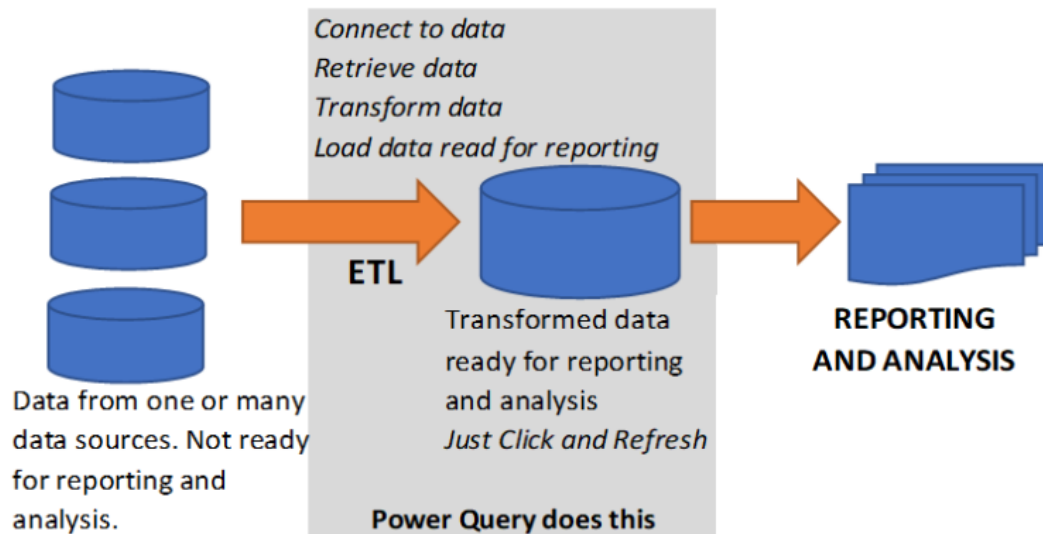 Connect to data
Retrieve data
Transform data
Load data read for reporting
ETL
Data from one or many
data sources. Not ready
for reporting and
analysis.
Transformed data
ready for reporting
and analysis
Just Click and Refresh
Power Query does this
REPORTING
AND ANALYSIS